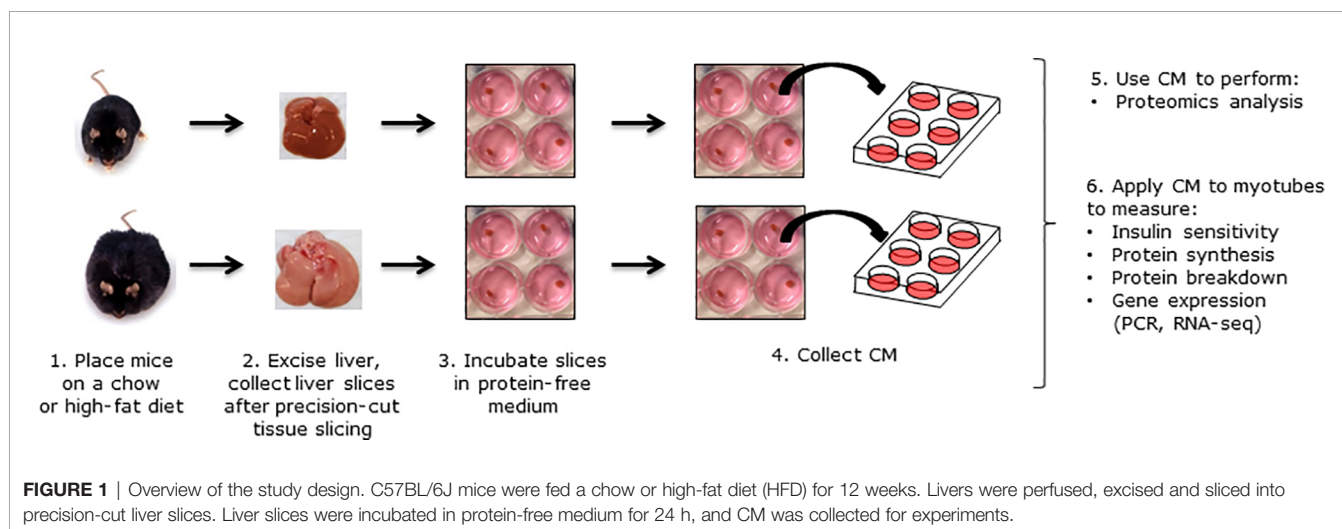 1. Place mice
on a chow
or high-fat diet
2. Excise liver,
collect liver slices
after precision-cut
tissue slicing
3. Incubate slices
in protein-free
medium
4. Collect CM
5. Use CM to perform:
• Proteomics analysis
6. Apply CM to myotubes
to measure:
• Insulin sensitivity
• Protein synthesis
• Protein breakdown
• Gene expression
(PCR, RNA-seq)
FIGURE 1 | Overview of the study design. C57BL/6J mice were fed a chow or high-fat diet (HFD) for 12 weeks. Livers were perfused, excised and sliced into
precision-cut liver slices. Liver slices were incubated in protein-free medium for 24 h, and CM was collected for experiments.